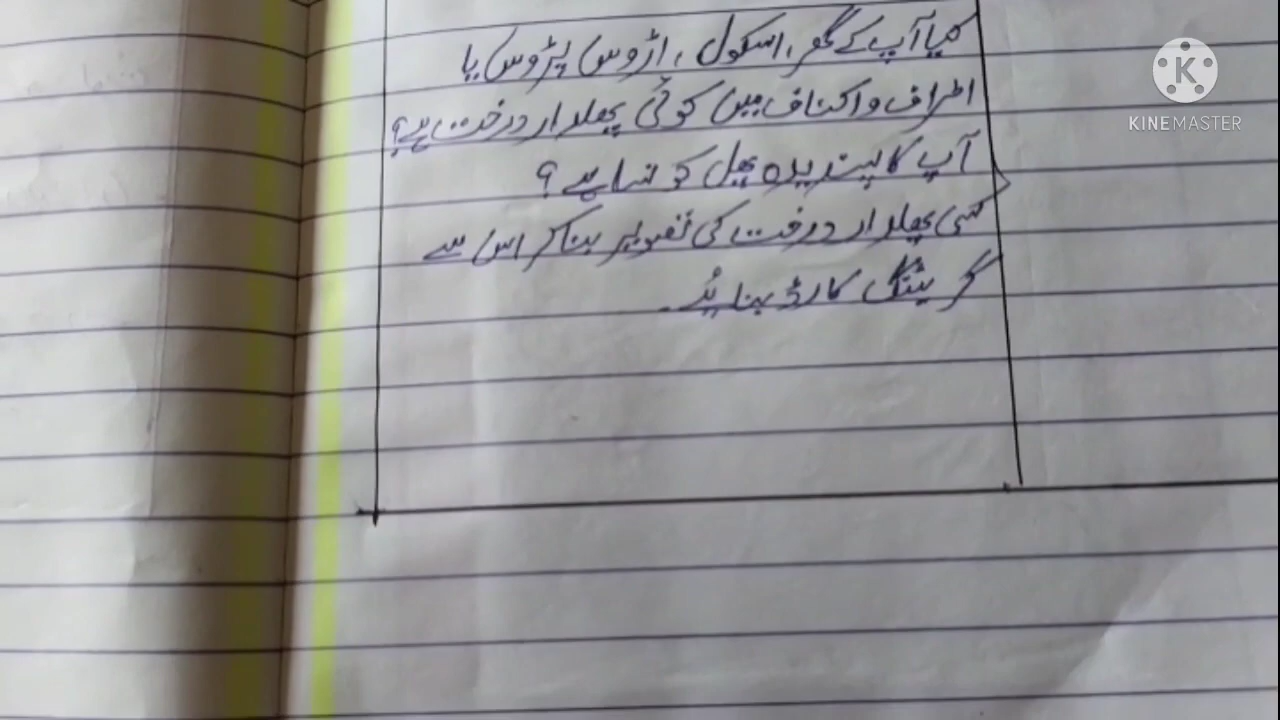 کیا آپ کے گھر، اسکول، اڑوس پڑوس یا
اطراف و اکناف میں کوئی پھلدار درخت ہے؟
آپ کا پسندیدہ پھل کونسا ہے؟
کسی پھلدار درخت کی تصویر بنا کر اس سے
گریٹنگ کارڈ بنائیے۔
K
KINEMASTER